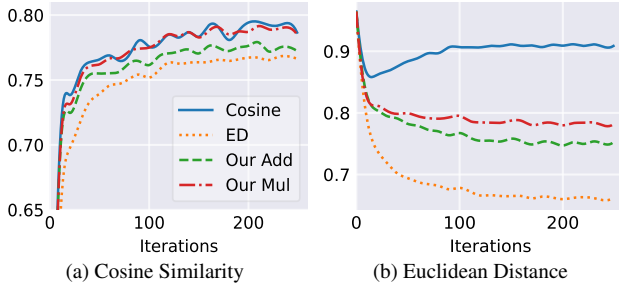 0.80
0.75
0.70
0.65
0
100
200
Iterations
Cosine
ED
Our Add
Our Mul
(a) Cosine Similarity
0.9
0.8
0.7
0
100
200
Iterations
(b) Euclidean Distance